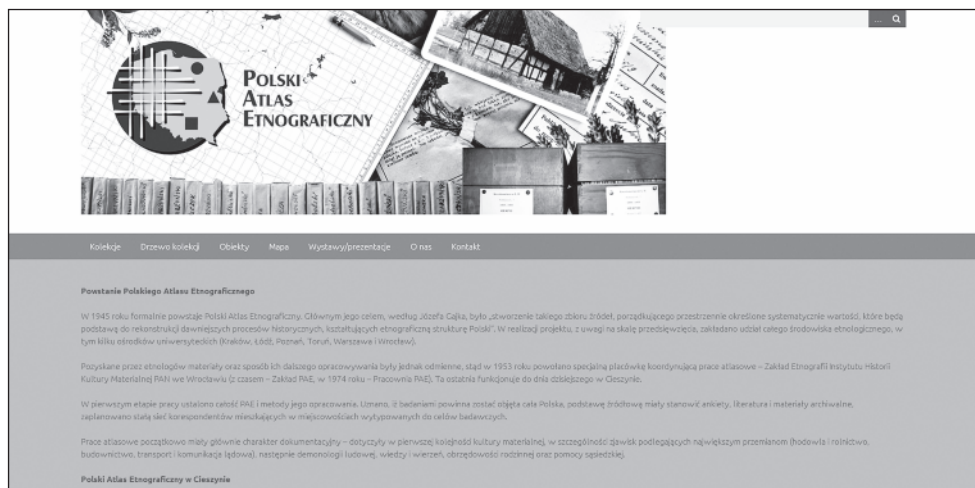 ... 
POLSKI
ATLAS
ETNOGRAFICZNY
Kolekcje Drzewo kolekcji Obiekty Mapa Wystawy/prezentacje O nas Kontakt
Powstanie Polskiego Atlasu Etnograficznego
W 1945 roku formalnie powstaje Polski Atlas Etnograficzny. Głównym jego celem, według Józefa Gajka, było „stworzenie takiego zbioru źródeł, porządkującego przestrzennie określone systematycznie wartości, które będą
podstawą do rekonstrukcji dawniejszych procesów historycznych, kształtujących etnograficzną strukturę Polski". W realizacji projektu, z uwagi na skalę przedsięwzięcia, zakładano udział całego środowiska etnologicznego, w
tym kilku ośrodków uniwersyteckich (Kraków, Łódź, Poznań, Toruń, Warszawa i Wrocław).
Pozyskane przez etnologów materiały oraz sposób ich dalszego opracowywania były jednak odmienne, stąd w 1953 roku powołano specjalną placówkę koordynującą prace atlasowe – Zakład Etnografii Instytutu Historii
Kultury Materialnej PAN we Wrocławiu (z czasem – Zakład PAE, w 1974 roku – Pracownia PAE). Ta ostatnia funkcjonuje do dnia dzisiejszego w Cieszynie.
W pierwszym etapie pracy ustalono całość PAE i metody jego opracowania. Uznano, iż badaniami powinna zostać objęta cała Polska, podstawę źródłową miały stanowić ankiety, literatura i materiały archiwalne,
zaplanowano stałą sieć korespondentów mieszkających w miejscowościach wytypowanych do celów badawczych.
Prace atlasowe początkowo miały głównie charakter dokumentacyjny – dotyczyły w pierwszej kolejności kultury materialnej, w szczególności zjawisk podlegających największym przemianom (hodowla i rolnictwo,
budownictwo, transport i komunikacja lądowa), następnie demonologii ludowej, wiedzy i wierzeń, obrzędowości rodzinnej oraz pomocy sąsiedzkiej.
Polski Atlas Etnograficzny w Cieszynie